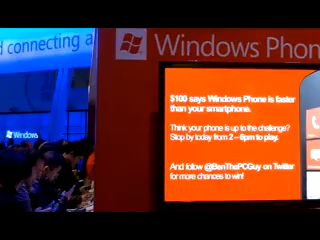 d connecting a
Windows Phon
Windows
$100 says Windows Phone is faster
than your smartphone.
Think your phone is up to the challenge?
Stop by today from 2 – 6pm to play.
And follow @BenThePCGuy on Twitter
for more chances to win!